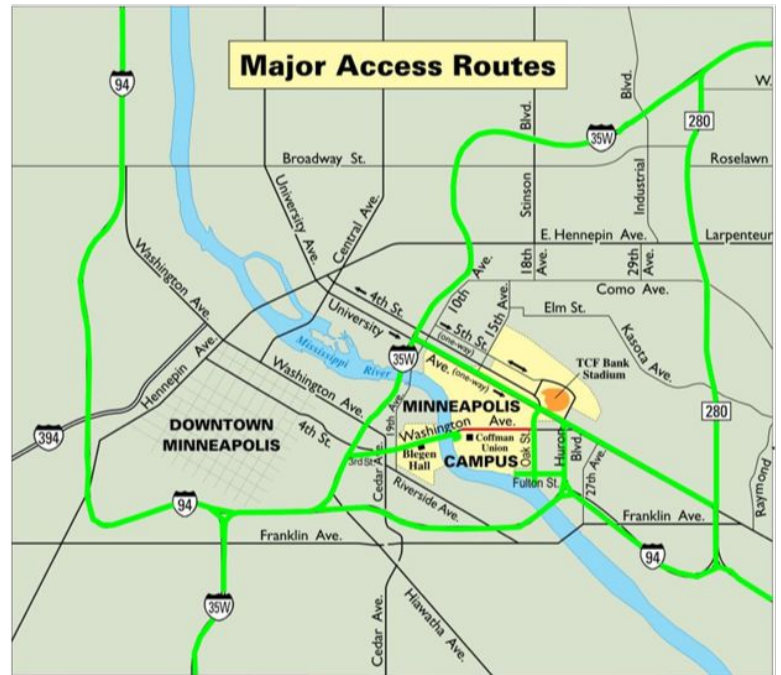 Major Access Routes
94
35W
280
W.
Blvd.
Blvd.
Broadway St.
Roselawn
Stinson
Industrial
University Ave.
Central Ave.
Washington Ave.
E. Hennepin Ave.
Larpenteur
18th
Ave.
29th
Ave.
10th
Ave.
Como Ave.
15th Ave.
Elm St.
4th St.
University
5th St.
(one-way)
Kasota Ave.
Mississippi River
Hennepin Ave.
35W
Ave. (one-way)
TCF Bank
Stadium
Washington Ave.
19th Ave.
MINNEAPOLIS
280
394
DOWNTOWN
MINNEAPOLIS
4th St.
Washington
Ave.
Coffman
Union
Blegen
Hall
CAMPUS
Oak St.
Huron
Blvd.
27th Ave.
3rd St.
Cedar Ave.
Riverside Ave.
Fulton St.
Raymond
94
Franklin Ave.
Franklin Ave.
94
35W
Cedar Ave.
Hiawatha Ave.